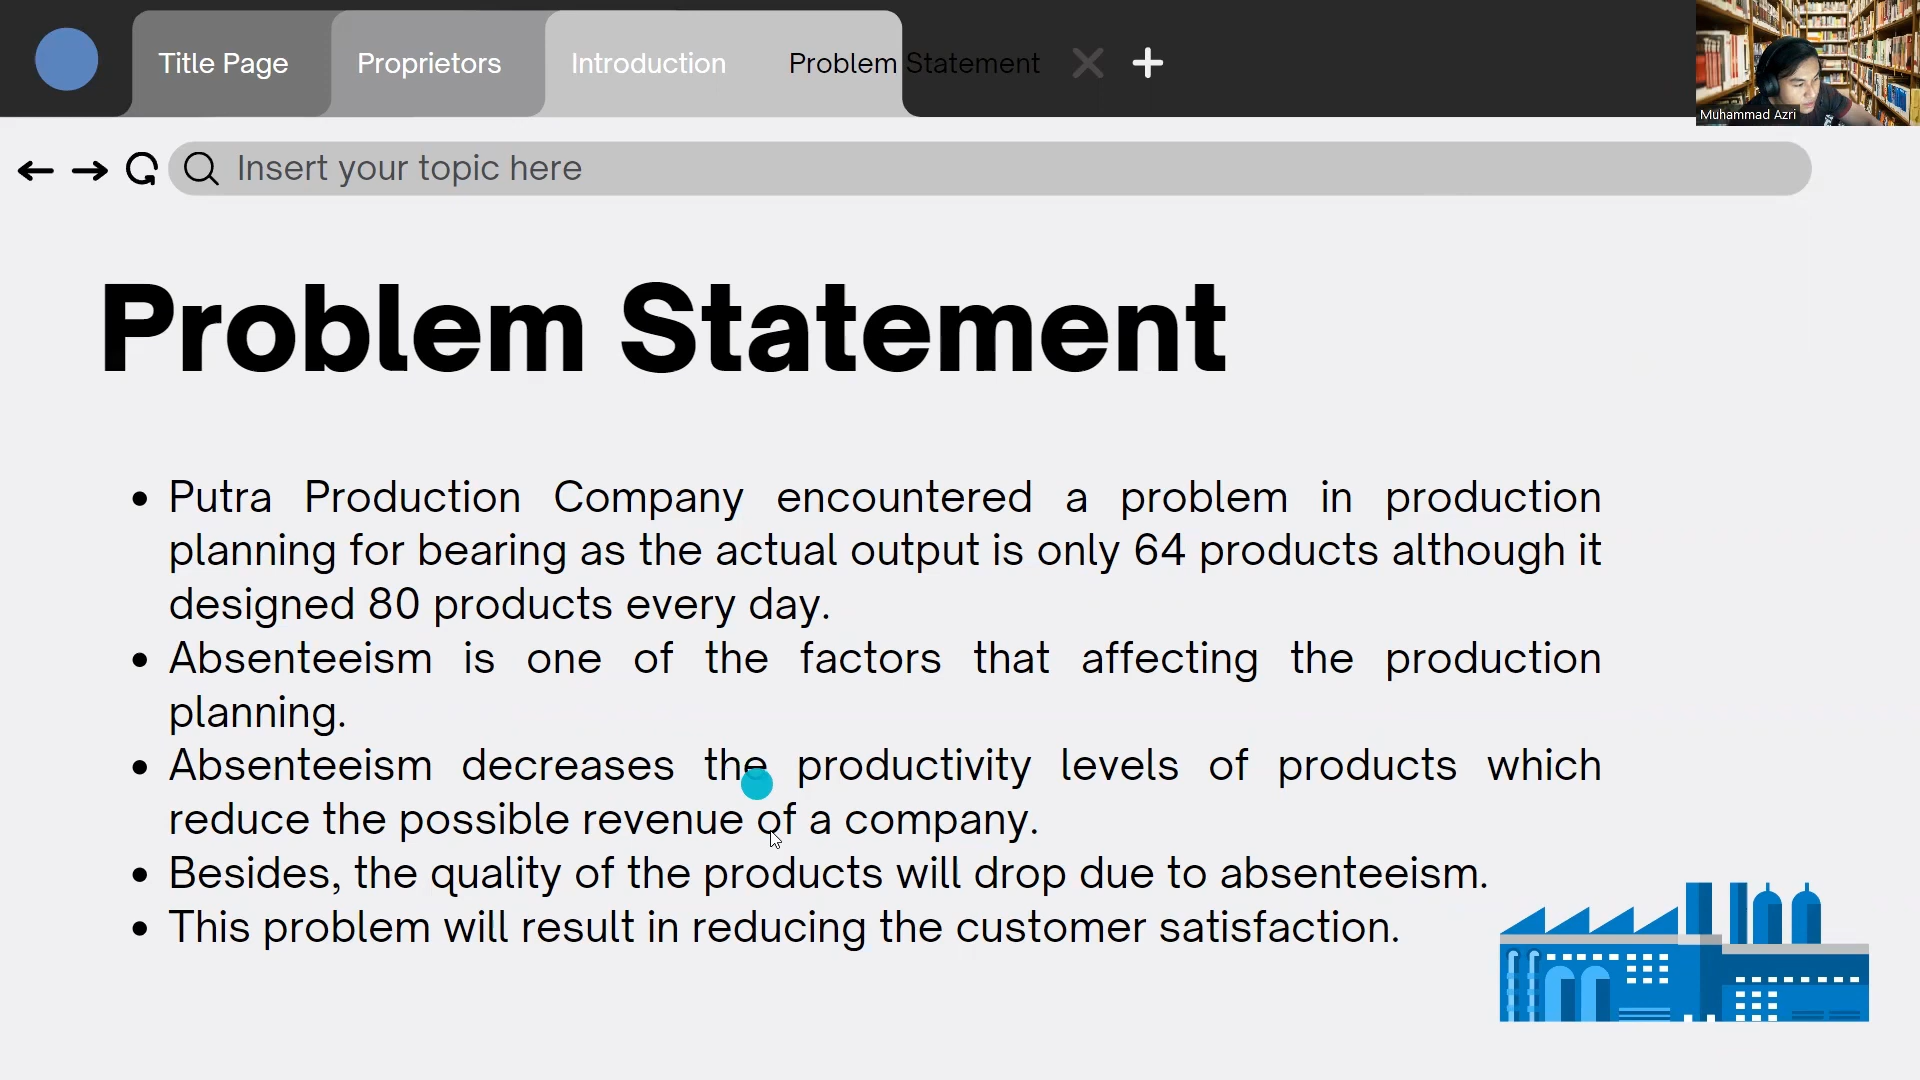 Title Page
Proprietors
Introduction
Problem Statement
Muhammad Azri
Insert your topic here
Problem Statement
• Putra Production Company encountered a problem in production
planning for bearing as the actual output is only 64 products although it
designed 80 products every day.
• Absenteeism is one of the factors that affecting the production
planning.
• Absenteeism decreases the productivity levels of products which
reduce the possible revenue of a company.
• Besides, the quality of the products will drop due to absenteeism.
• This problem will result in reducing the customer satisfaction.